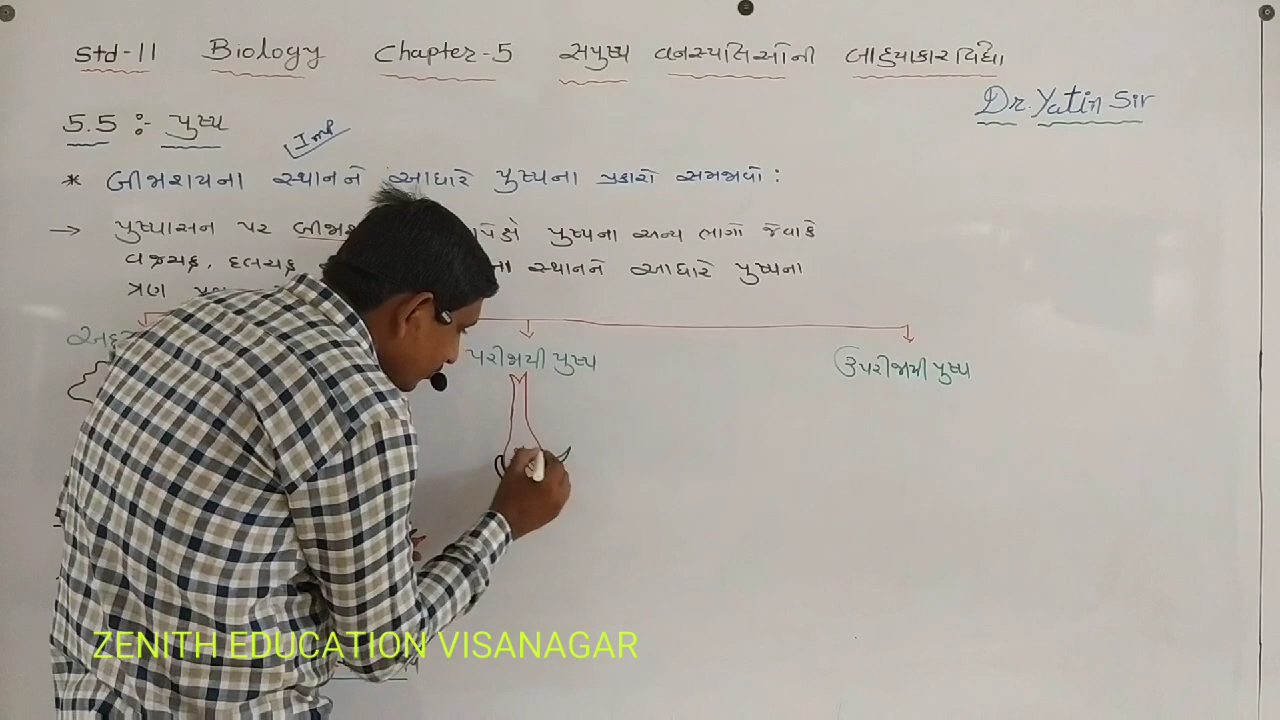 Std-11 Biology Chapter-5 સપુષ્પ વનસ્પતિઓની બાહ્યાકારવિદ્યા
Dr. Yatin Sir
5.5 :- પુષ્પ
Imp
* બીજાશયના સ્થાનને આધારે પુષ્પના પ્રકારો સમજાવો :
→ પુષ્પાસન પર પુષ્પના અન્ય ભાગો જેવાકે
વજ્રચક્ર, દલચક્ર સ્થાનને આધારે પુષ્પના
ત્રણ
પરીજાયી પુષ્પ
ઉપરીજાયી પુષ્પ
ZENITH EDUCATION VISANAGAR